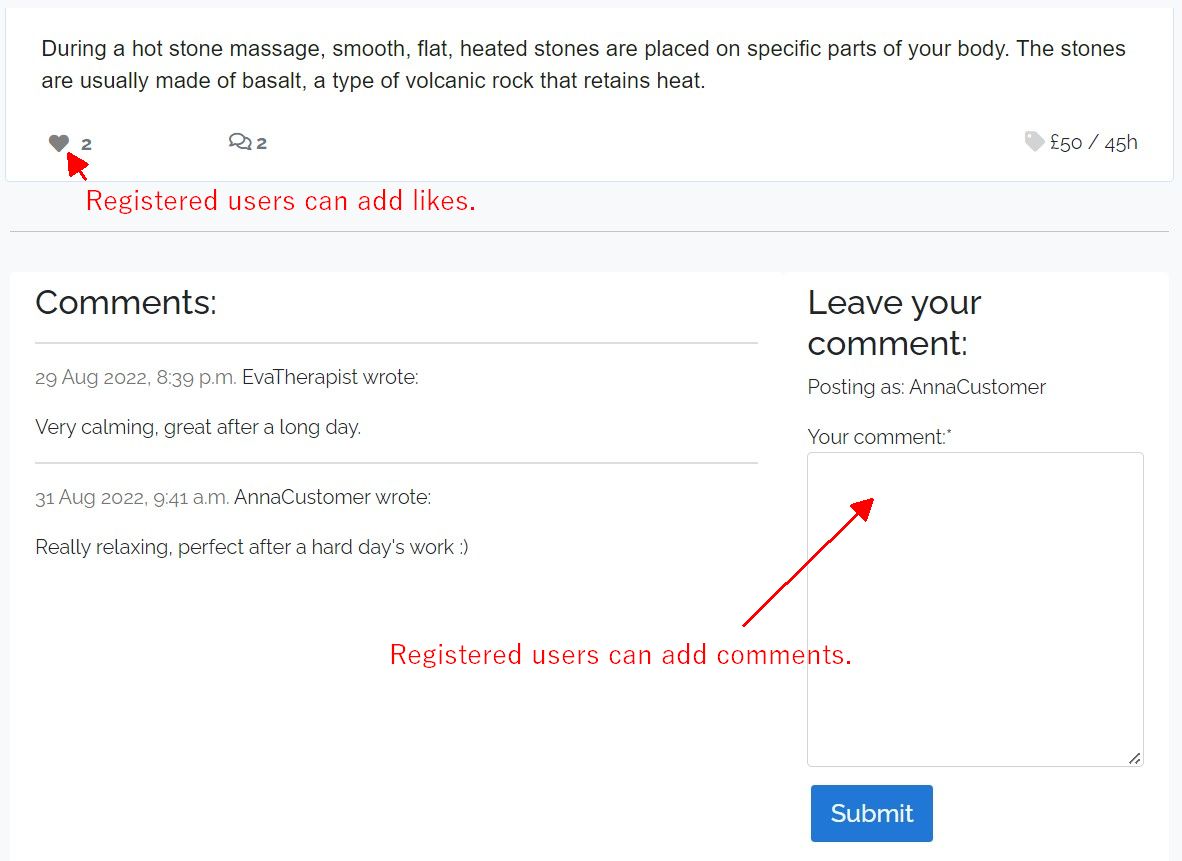 During a hot stone massage, smooth, flat, heated stones are placed on specific parts of your body. The stones
are usually made of basalt, a type of volcanic rock that retains heat.
2
2
£50 / 45h
Registered users can add likes.
Comments:
29 Aug 2022, 8:39 p.m. EvaTherapist wrote:
Very calming, great after a long day.
31 Aug 2022, 9:41 a.m. AnnaCustomer wrote:
Really relaxing, perfect after a hard day's work :)
Leave your
comment:
Posting as: AnnaCustomer
Your comment:*
Registered users can add comments.
Submit